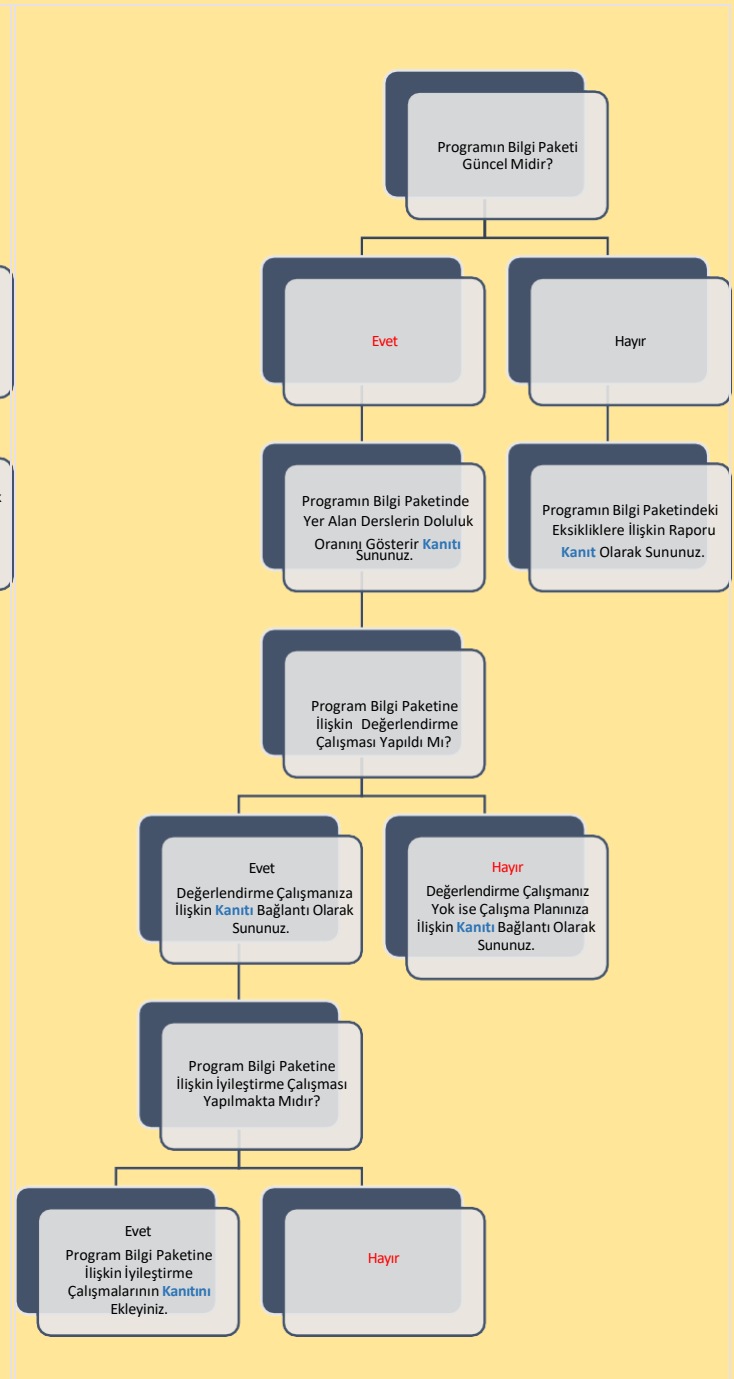 Programın Bilgi Paketi
Güncel Midir?
Evet
Hayır
Programın Bilgi Paketinde
Yer Alan Derslerin Doluluk
Oranını Gösterir Kanıtı
Sununuz.
Programın Bilgi Paketindeki
Eksikliklere İlişkin Raporu
Kanıt Olarak Sununuz.
Program Bilgi Paketine
İlişkin Değerlendirme
Çalışması Yapıldı Mı?
Evet
Değerlendirme Çalışmanıza
İlişkin Kanıtı Bağlantı Olarak
Sununuz.
Hayır
Değerlendirme Çalışmanız
Yok ise Çalışma Planınıza
İlişkin Kanıtı Bağlantı Olarak
Sununuz.
Program Bilgi Paketine
İlişkin İyileştirme Çalışması
Yapılmakta Mıdır?
Evet
Program Bilgi Paketine
İlişkin İyileştirme
Çalışmalarının Kanıtını
Ekleyiniz.
Hayır